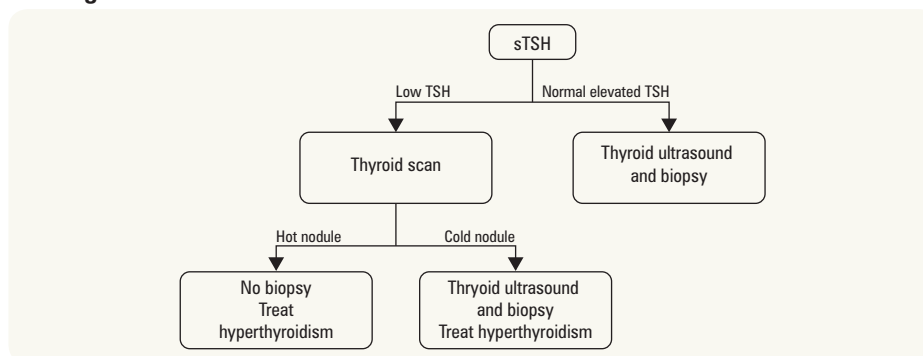 sTSH
Low TSH
Normal elevated TSH
Thyroid scan
Thyroid ultrasound
and biopsy
Hot nodule
Cold nodule
No biopsy
Treat
hyperthyroidism
Thryoid ultrasound
and biopsy
Treat hyperthyroidism